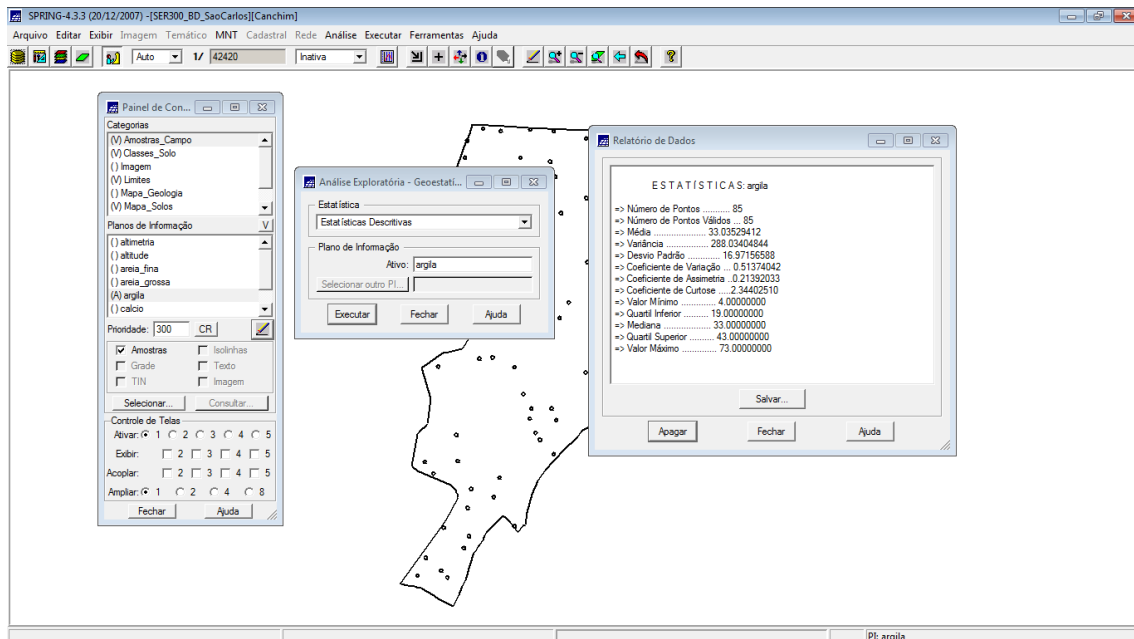 SPRING-4.3.3 (20/12/2007) -[SER300_BD_SaoCarlos][Canchim]
Arquivo Editar Exibir Imagem Temático MNT Cadastral Rede Análise Executar Ferramentas Ajuda
Auto 1/ 42420 Inativa
Painel de Con...
Categorias
(V) Amostras_Campo
(V) Classes_Solo
( ) Imagem
(V) Limites
( ) Mapa_Geologia
(V) Mapa_Solos
Planos de Informação V
( ) altimetria
( ) altitude
( ) areia_fina
( ) areia_grossa
(A) argila
( ) calcio
Prioridade: 300 CR
Amostras Isolinhas
Grade Texto
TIN Imagem
Selecionar... Consultar...
Controle de Telas
Ativar: 1 2 3 4 5
Exibir: 2 3 4 5
Acoplar: 2 3 4 5
Ampliar: 1 2 4 8
Fechar Ajuda
Análise Exploratória - Geoestatí...
Estatística
Estatísticas Descritivas
Plano de Informação
Ativo: argila
Selecionar outro PI...
Executar Fechar Ajuda
Relatório de Dados
E S T A T Í S T I C A S: argila
=> Número de Pontos ........... 85
=> Número de Pontos Válidos ... 85
=> Média ..................... 33.03529412
=> Variância ................. 288.03404844
=> Desvio Padrão ............. 16.97156588
=> Coeficiente de Variação ... 0.51374042
=> Coeficiente de Assimetria ..0.21392033
=> Coeficiente de Curtose .....2.34402510
=> Valor Mínimo .............. 4.00000000
=> Quartil Inferior .......... 19.00000000
=> Mediana ................... 33.00000000
=> Quartil Superior .......... 43.00000000
=> Valor Máximo .............. 73.00000000
Salvar...
Apagar Fechar Ajuda
PI: argila